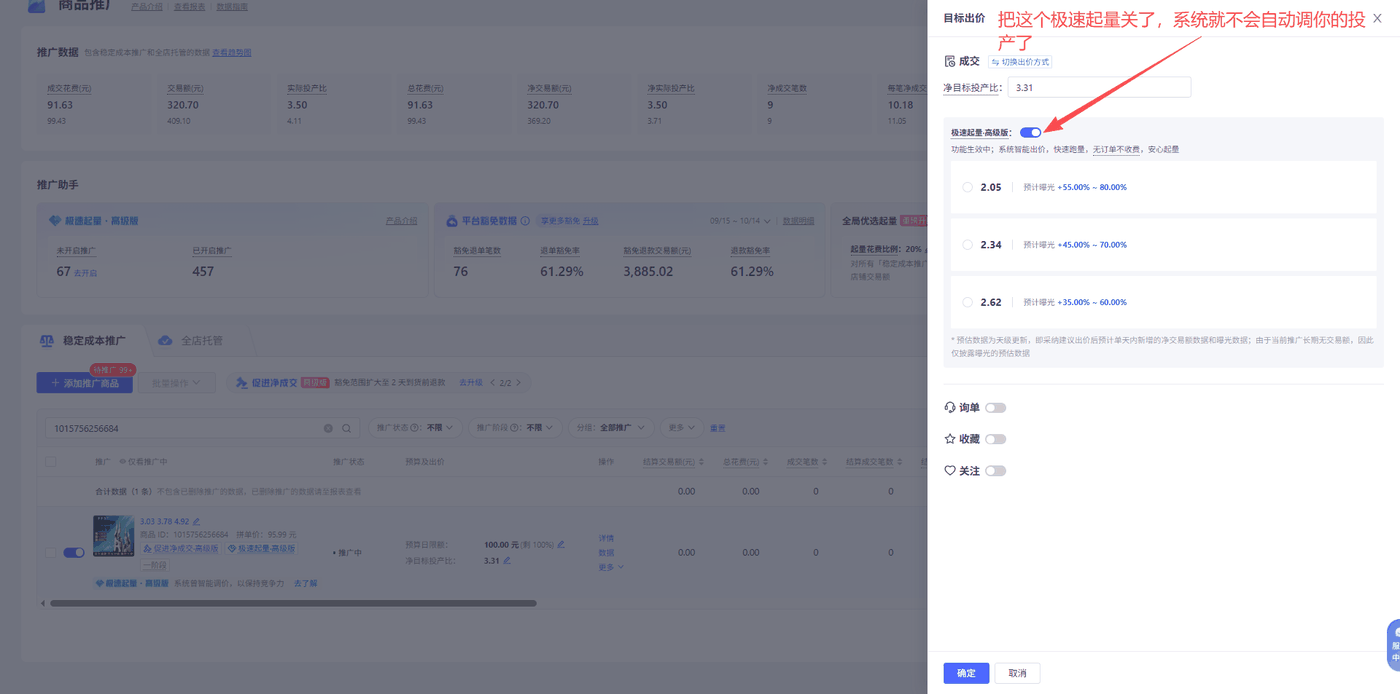 商品推广 产品介绍 查看报表 数据指南
推广数据 包含稳定成本推广和全店托管的数据 查看趋势图
成交花费(元) 交易额(元) 实际投产比 总花费(元) 净交易额(元) 净实际投产比 净成交笔数 每笔净成交
91.63 320.70 3.50 91.63 320.70 3.50 9 10.18
99.43 409.10 4.11 99.43 369.20 3.71 9 11.05
推广助手
极速起量·高级版 产品介绍
未开启推广 已开启推广
67 去开启 457
平台豁免数据 享更多豁免 升级 09/15 ~ 10/14 数据明细
豁免退单笔数 退单豁免率 豁免退款交易额(元) 退款豁免率
76 61.29% 3,885.02 61.29%
全局优选起量
起量花费比例: 20%
对所有「稳定成本推广
店铺交易额
稳定成本推广 全店托管
待推广 99+
+ 添加推广商品 批量操作 促进净成交 豁免范围扩大至 2 天到货前退款 去升级 2/2
1015756256684 推广状态 : 不限 推广阶段 : 不限 分组: 全部推广 更多 重置
推广 仅看推广中 推广状态 预算及出价 操作 结算交易额(元) 总花费(元) 成交笔数 结算成交笔数
合计数据（1 条）不包含已删除推广的数据，已删除推广的数据请至报表查看 0.00 0.00 0 0
3.03 3.78 4.92
商品 ID: 1015756256684 拼单价: 95.99 元
促进净成交·高级版 极速起量·高级版
一阶段
推广中
预算日限额: 100.00 元 (剩 100%)
净目标投产比: 3.31
详情
数据
更多
0.00 0.00 0 0
极速起量·高级版 系统曾智能调价，以保持竞争力 去了解
目标出价
把这个极速起量关了，系统就不会自动调你的投
产了
成交 切换出价方式
净目标投产比: 3.31
极速起量·高级版:
功能生效中；系统智能出价，快速跑量，无订单不收费，安心起量
2.05 预计曝光 +55.00% ~ 80.00%
2.34 预计曝光 +45.00% ~ 70.00%
2.62 预计曝光 +35.00% ~ 60.00%
* 预估数据为天级更新，即采纳建议出价后预计单天内新增的净交易额数据和曝光数据；由于当前推广长期无交易额，因此
仅披露曝光的预估数据
询单
收藏
关注
确定 取消
服
中